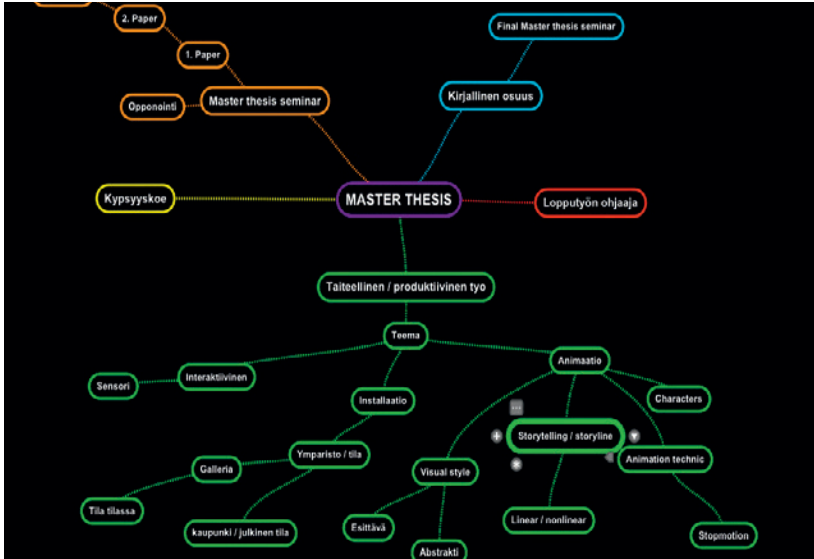 2. Paper
Final Master thesis seminar
1. Paper
Opponointi
Master thesis seminar
Kirjallinen osuus
Kypsyyskoe
MASTER THESIS
Lopputyön ohjaaja
Taiteellinen / produktiivinen tyo
Teema
Animaatio
Sensori
Interaktiivinen
Installaatio
Characters
Storytelling / storyline
Galleria
Ymparisto / tila
Visual style
Animation technic
Tila tilassa
kaupunki / julkinen tila
Esittävä
Linear / nonlinear
Stopmotion
Abstrakti